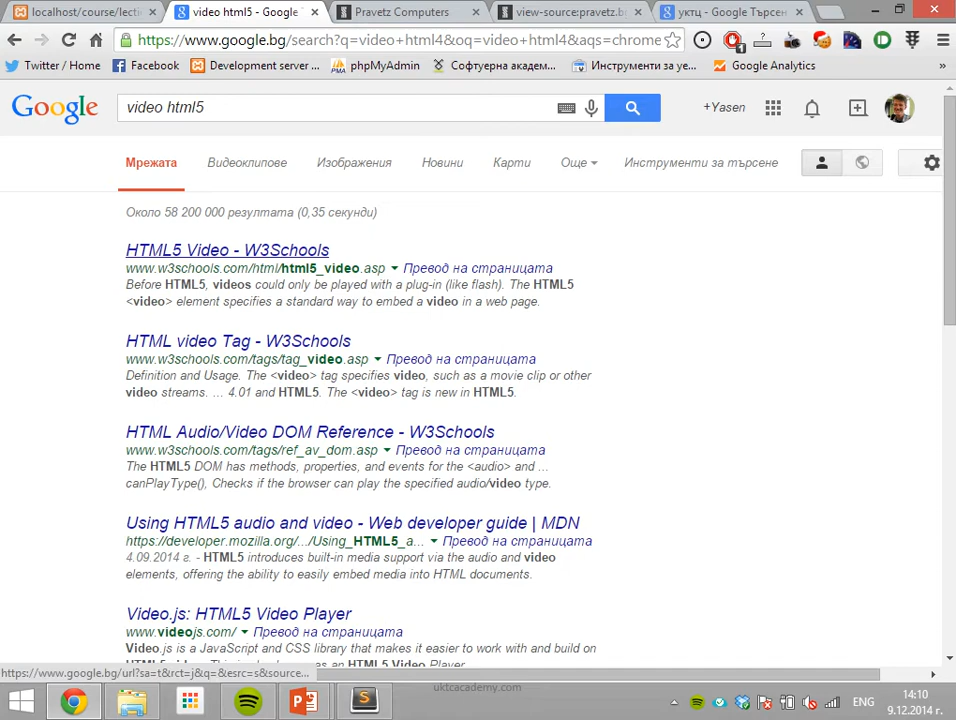 localhost/course/lecti
video html5 - Google
Pravetz Computers
view-source:pravetz.b
уктц - Google Търсен
https://www.google.bg/search?q=video+html4&oq=video+html4&aqs=chrome
Twitter / Home
Facebook
Development server ...
phpMyAdmin
Софтуерна академ...
Инструменти за уе...
Google Analytics
»
Google
video html5
+Yasen
Мрежата
Видеоклипове
Изображения
Новини
Карти
Още
Инструменти за търсене
Около 58 200 000 резултата (0,35 секунди)
HTML5 Video - W3Schools
www.w3schools.com/html/html5_video.asp Превод на страницата
Before HTML5, videos could only be played with a plug-in (like flash). The HTML5
<video> element specifies a standard way to embed a video in a web page.
HTML video Tag - W3Schools
www.w3schools.com/tags/tag_video.asp Превод на страницата
Definition and Usage. The <video> tag specifies video, such as a movie clip or other
video streams. ... 4.01 and HTML5. The <video> tag is new in HTML5.
HTML Audio/Video DOM Reference - W3Schools
www.w3schools.com/tags/ref_av_dom.asp Превод на страницата
The HTML5 DOM has methods, properties, and events for the <audio> and ...
canPlayType(), Checks if the browser can play the specified audio/video type.
Using HTML5 audio and video - Web developer guide | MDN
https://developer.mozilla.org/.../Using_HTML5_a... Превод на страницата
4.09.2014 г. - HTML5 introduces built-in media support via the audio and video
elements, offering the ability to easily embed media into HTML documents.
Video.js: HTML5 Video Player
www.videojs.com/ Превод на страницата
Video.js is a JavaScript and CSS library that makes it easier to work with and build on
https://www.google.bg/url?sa=t&rct=j&q=&esrc=s&source...
uktcacademy.com
ENG
14:10
9.12.2014 г.